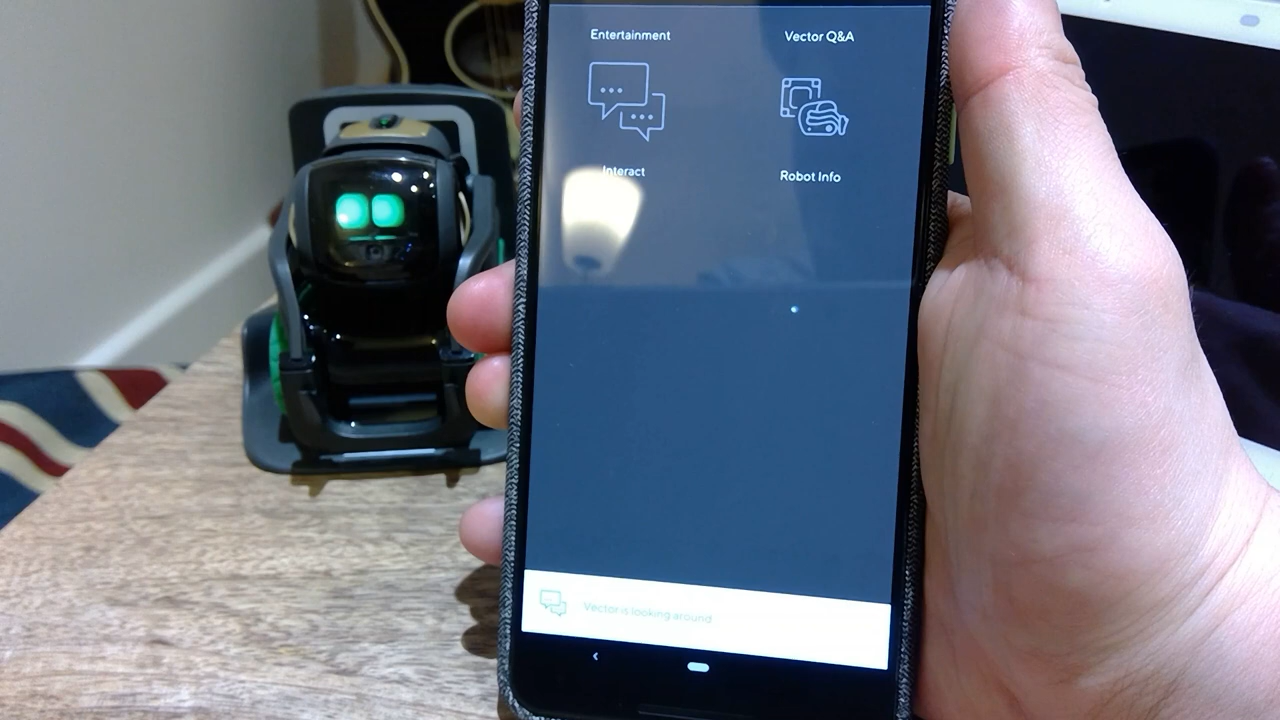 Entertainment
Vector Q&A
Interact
Robot Info
Vector is looking around